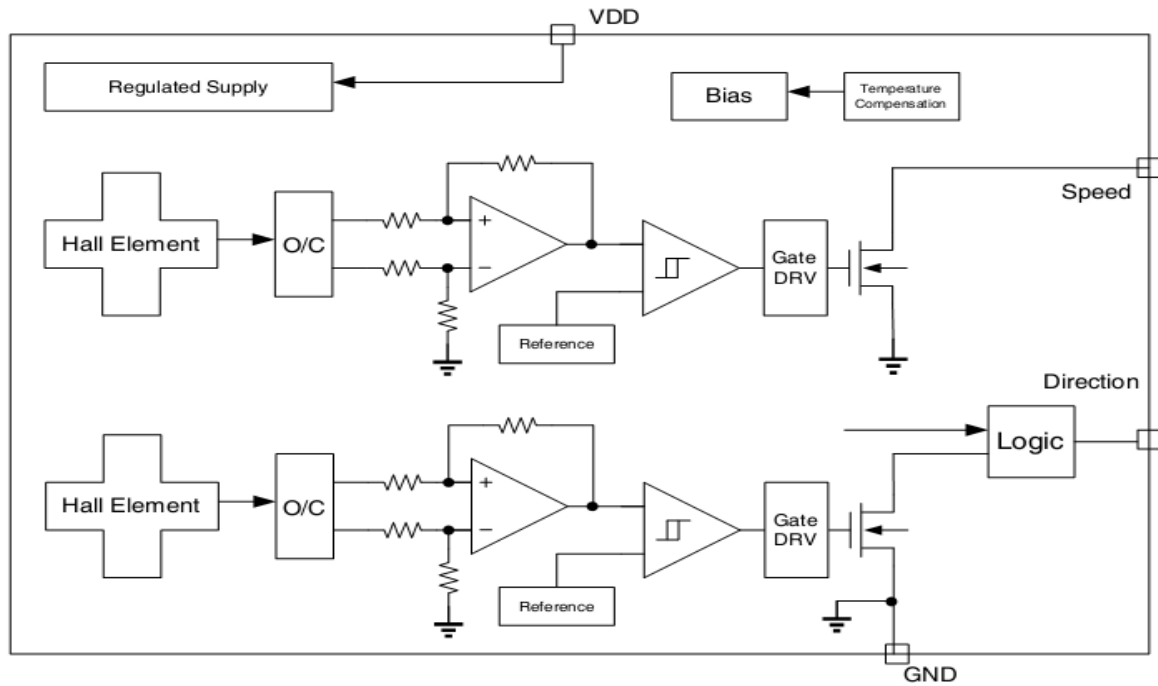 VDD
Regulated Supply
Bias
Temperature
Compensation
Speed
Hall Element
O/C
+
−
Gate
DRV
Reference
Direction
Logic
Hall Element
O/C
+
−
Gate
DRV
Reference
GND